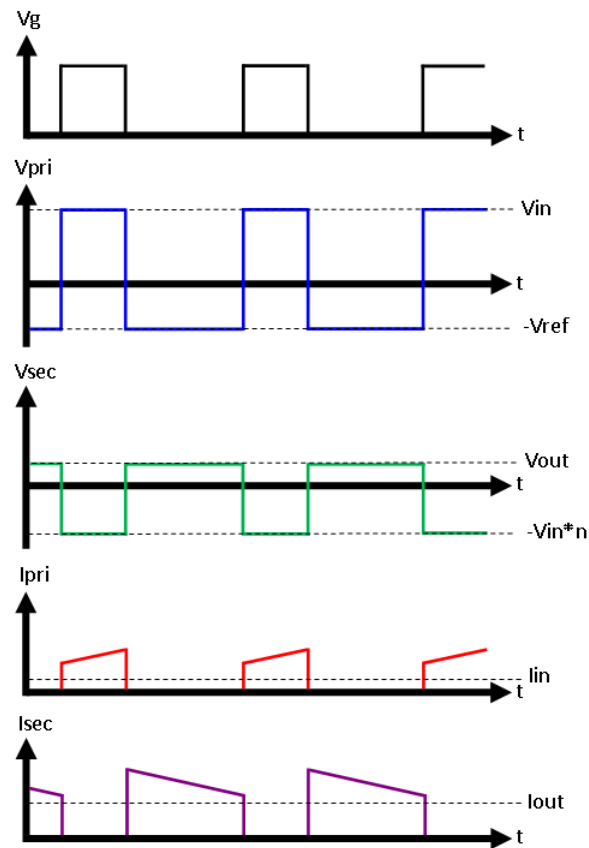 Vg
t
Vpri
Vin
t
-Vref
Vsec
Vout
t
-Vin*n
Ipri
Iin
t
Isec
Iout
t